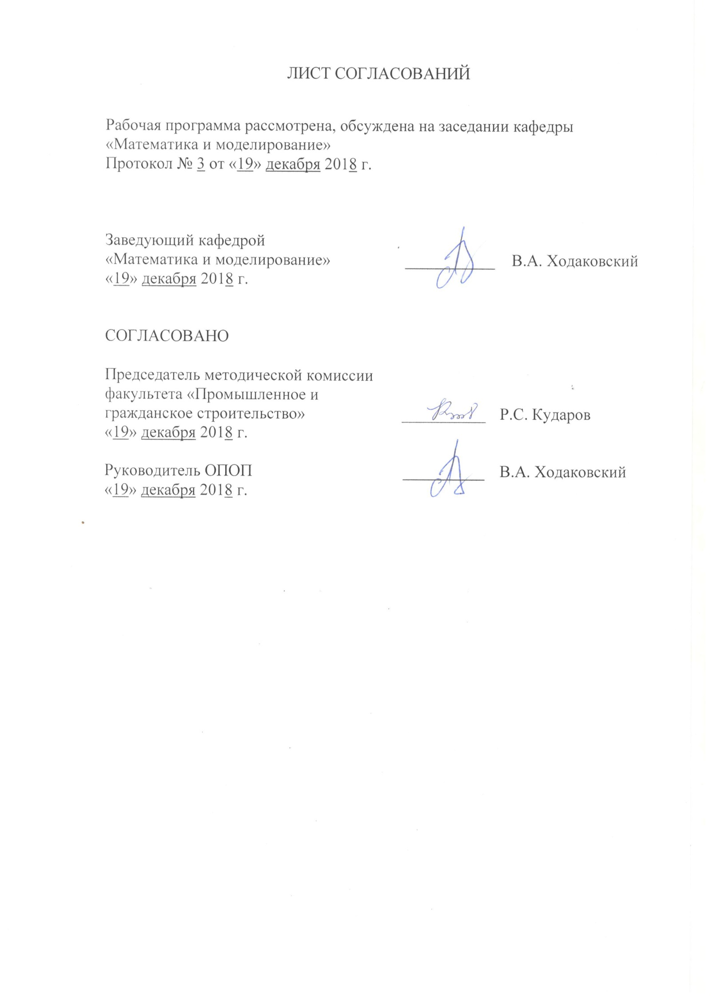 ЛИСТ СОГЛАСОВАНИЙ
Рабочая программа рассмотрена, обсуждена на заседании кафедры
«Математика и моделирование»
Протокол № 3 от «19» декабря 2018 г.
Заведующий кафедрой
«Математика и моделирование» В.А. Ходаковский
«19» декабря 2018 г.
СОГЛАСОВАНО
Председатель методической комиссии
факультета «Промышленное и
гражданское строительство» Р.С. Кударов
«19» декабря 2018 г.
Руководитель ОПОП В.А. Ходаковский
«19» декабря 2018 г.